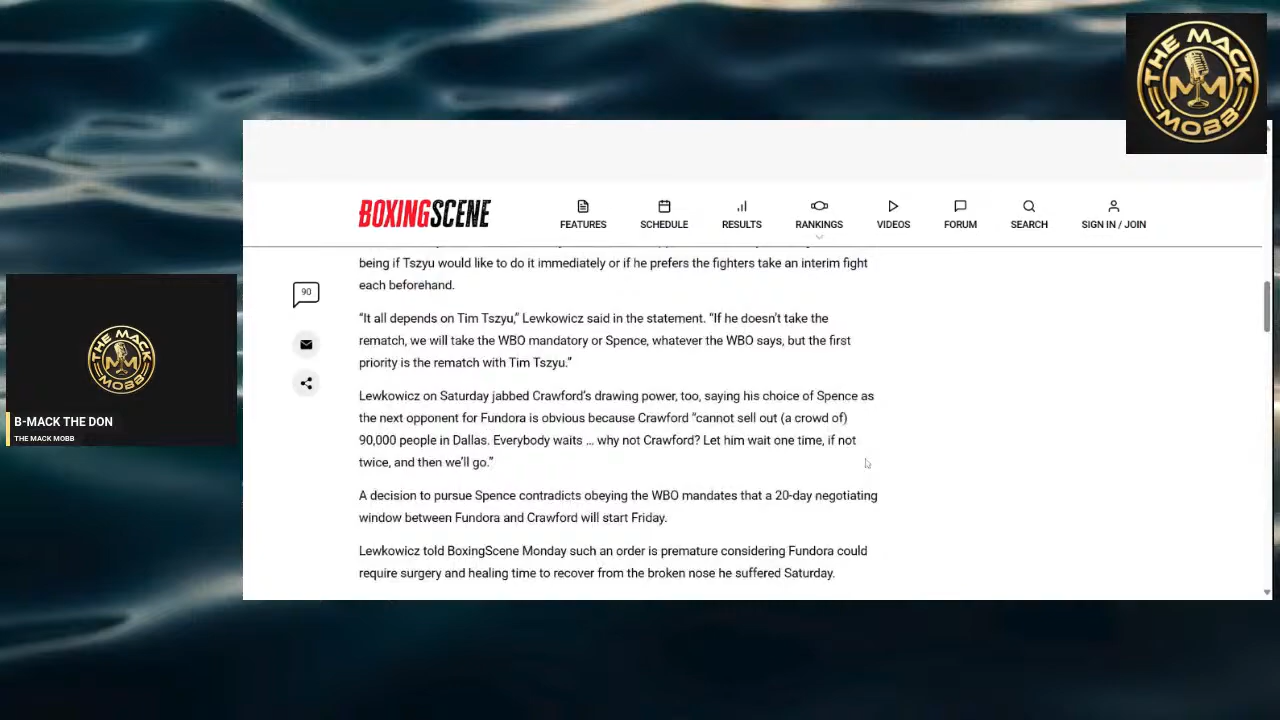 THE MACK
MM
MOBB
BOXINGSCENE
FEATURES
SCHEDULE
RESULTS
RANKINGS
VIDEOS
FORUM
SEARCH
SIGN IN / JOIN
being if Tszyu would like to do it immediately or if he prefers the fighters take an interim fight
each beforehand.
90
“It all depends on Tim Tszyu,” Lewkowicz said in the statement. “If he doesn’t take the
rematch, we will take the WBO mandatory or Spence, whatever the WBO says, but the first
priority is the rematch with Tim Tszyu.”
Lewkowicz on Saturday jabbed Crawford’s drawing power, too, saying his choice of Spence as
the next opponent for Fundora is obvious because Crawford “cannot sell out (a crowd of)
90,000 people in Dallas. Everybody waits … why not Crawford? Let him wait one time, if not
twice, and then we’ll go.”
A decision to pursue Spence contradicts obeying the WBO mandates that a 20-day negotiating
window between Fundora and Crawford will start Friday.
Lewkowicz told BoxingScene Monday such an order is premature considering Fundora could
require surgery and healing time to recover from the broken nose he suffered Saturday.
THE MACK
MM
MOBB
B-MACK THE DON
THE MACK MOBB